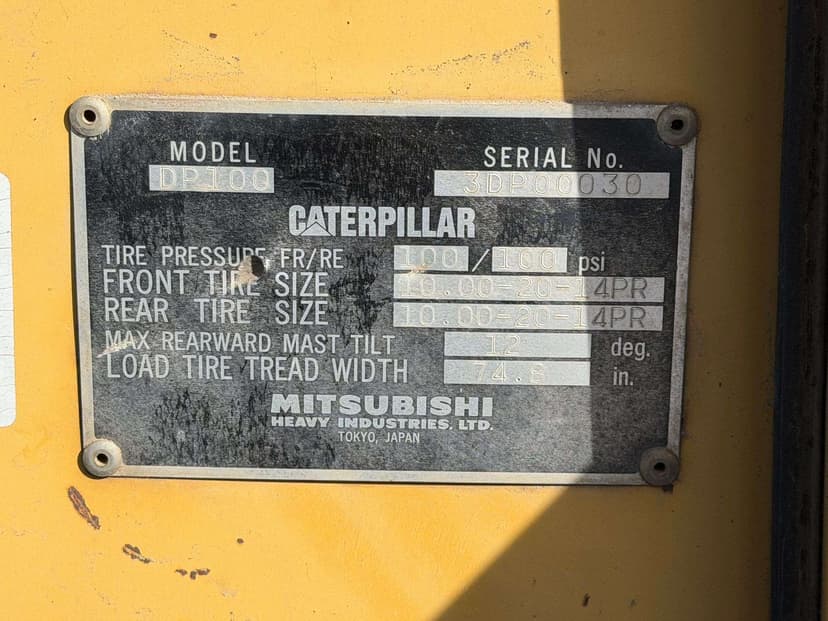 MODEL SERIAL No.
DP100 3DP00030
CATERPILLAR
TIRE PRESSURE, FR/RE 100/100 psi
FRONT TIRE SIZE 10.00-20-14PR
REAR TIRE SIZE 10.00-20-14PR
MAX REARWARD MAST TILT 12 deg.
LOAD TIRE TREAD WIDTH 74.8 in.
MITSUBISHI
HEAVY INDUSTRIES, LTD.
TOKYO, JAPAN